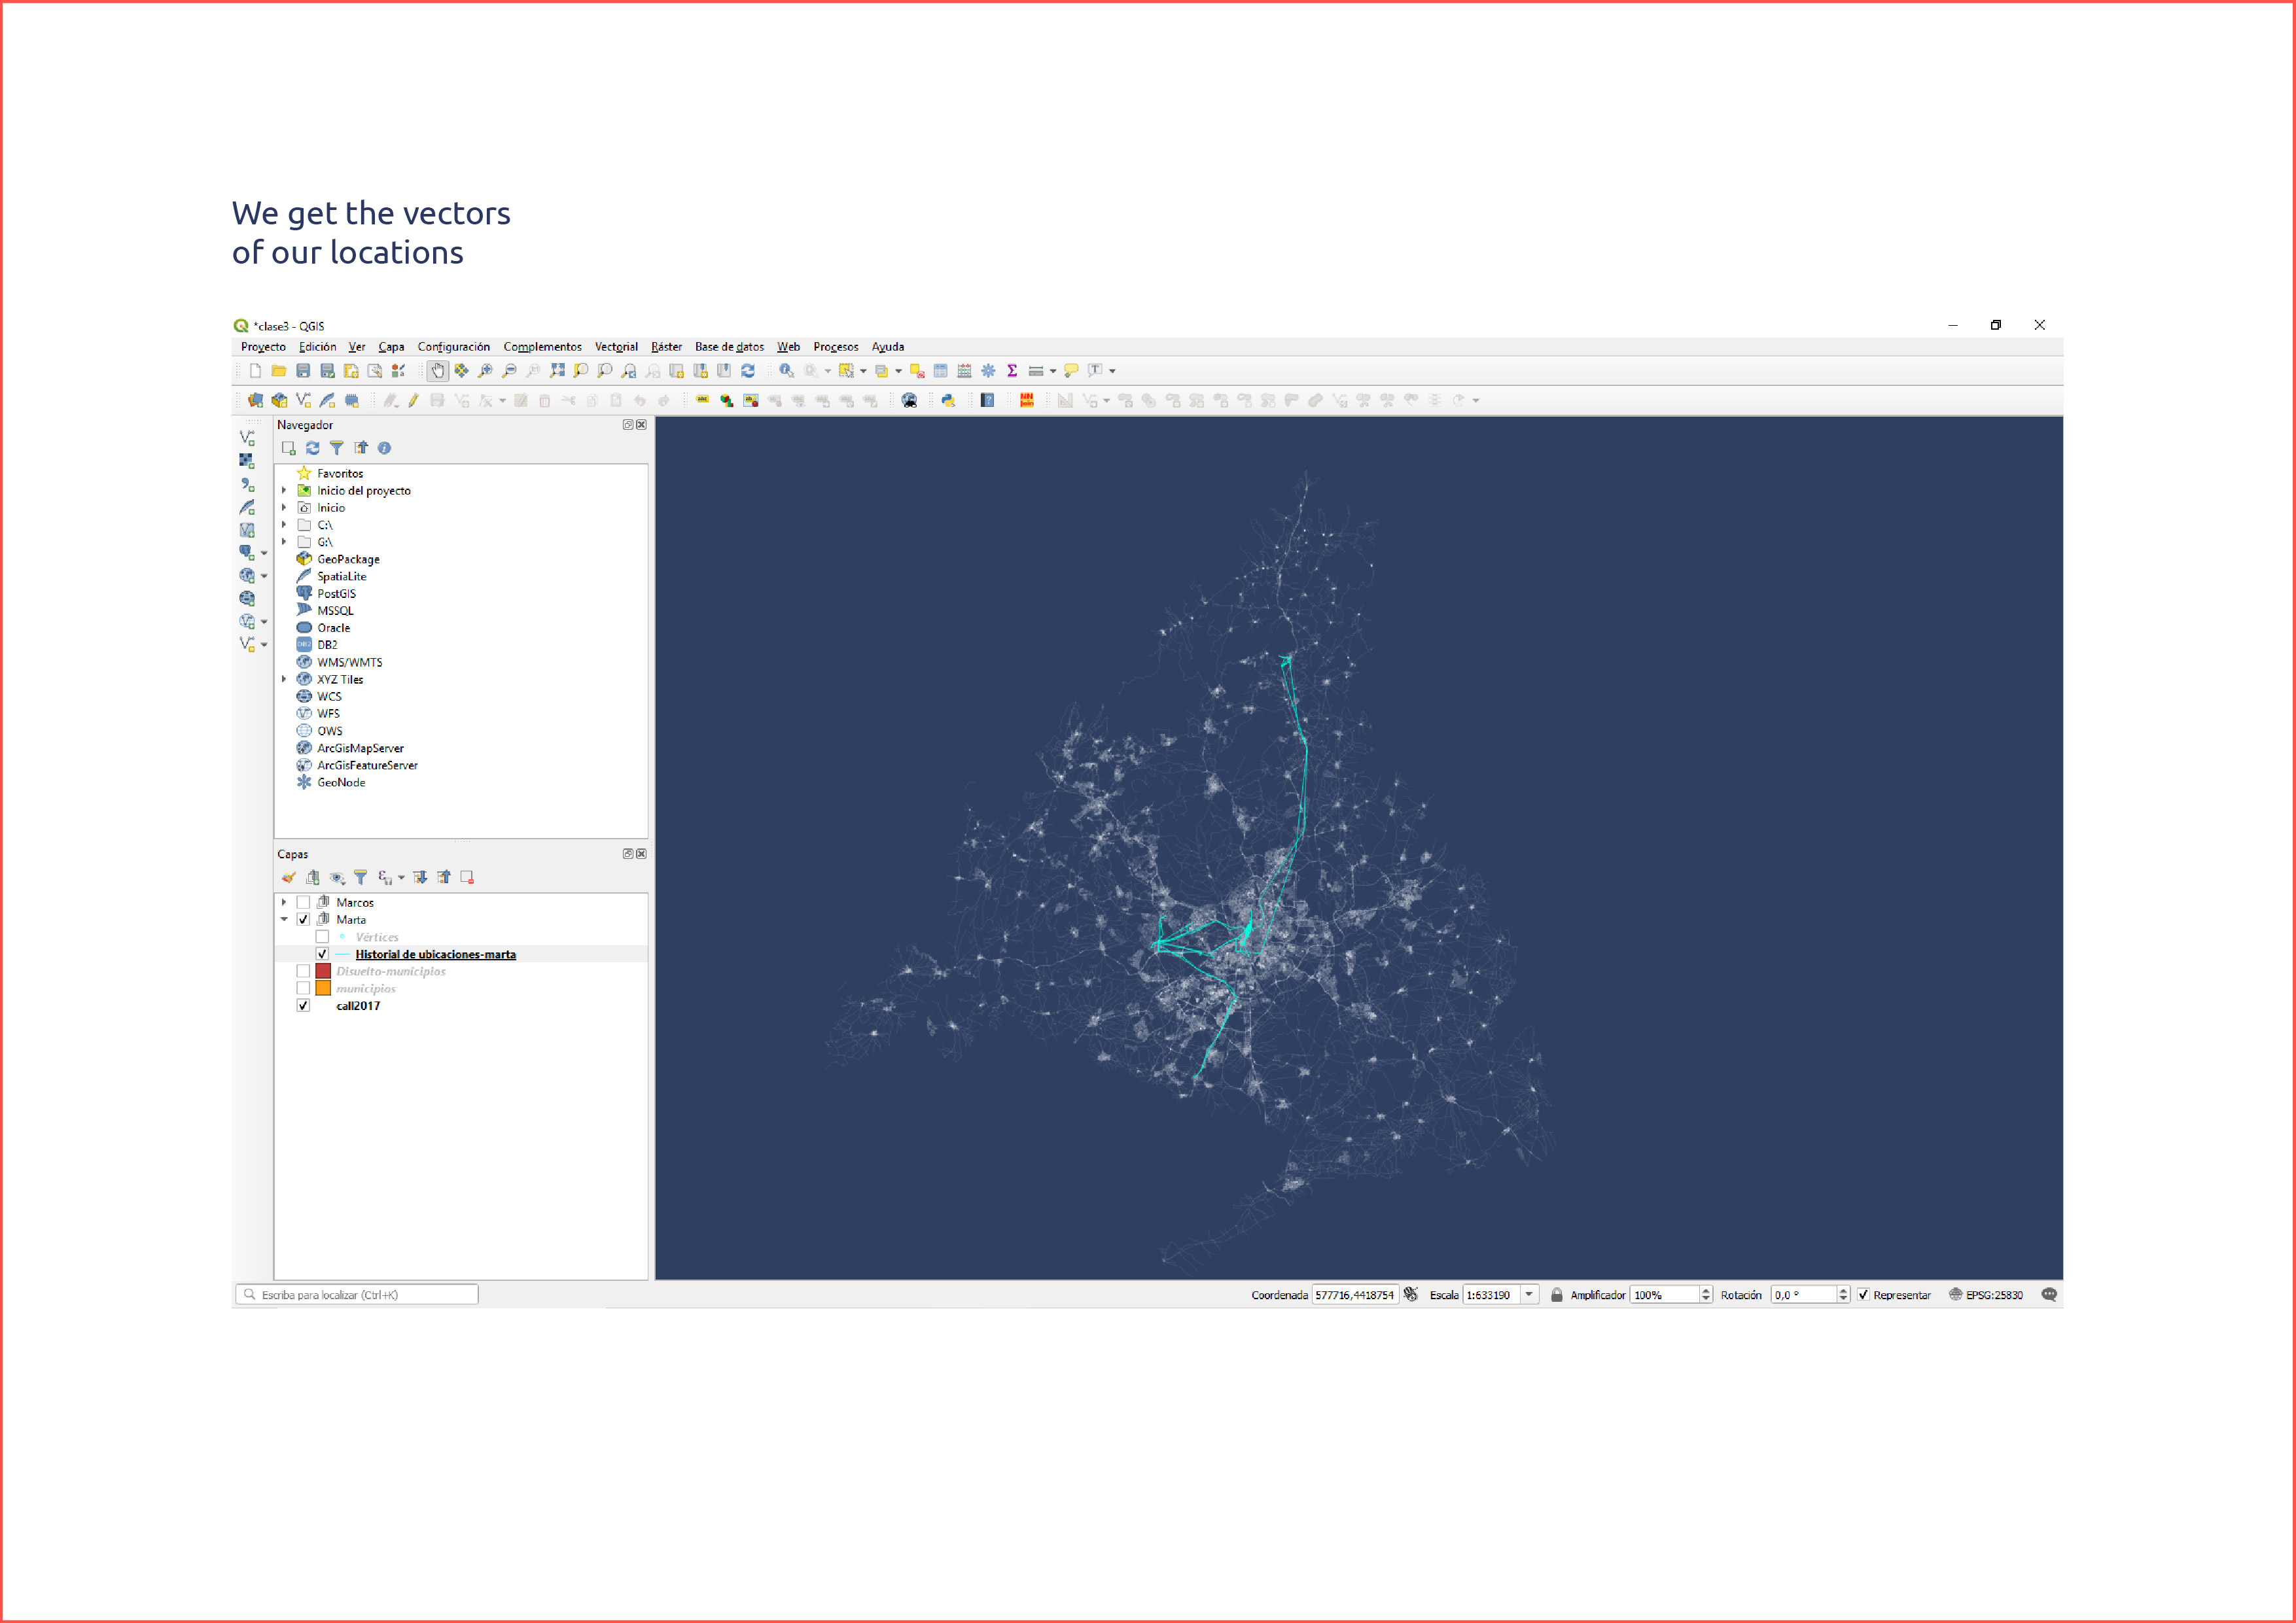 We get the vectors
of our locations
*clase3 - QGIS
Proyecto Edición Ver Capa Configuración Complementos Vectorial Ráster Base de datos Web Procesos Ayuda
Navegador
Favoritos
Inicio del proyecto
Inicio
C:\
G:\
GeoPackage
SpatiaLite
PostGIS
MSSQL
Oracle
DB2
WMS/WMTS
XYZ Tiles
WCS
WFS
OWS
ArcGisMapServer
ArcGisFeatureServer
GeoNode
Capas
Marcos
Marta
Vértices
Historial de ubicaciones-marta
Disuelto-municipios
municipios
call2017
Escriba para localizar (Ctrl+K)
Coordenada 577716,4418754 Escala 1:633190 Amplificador 100% Rotación 0,0 ° Representar EPSG:25830